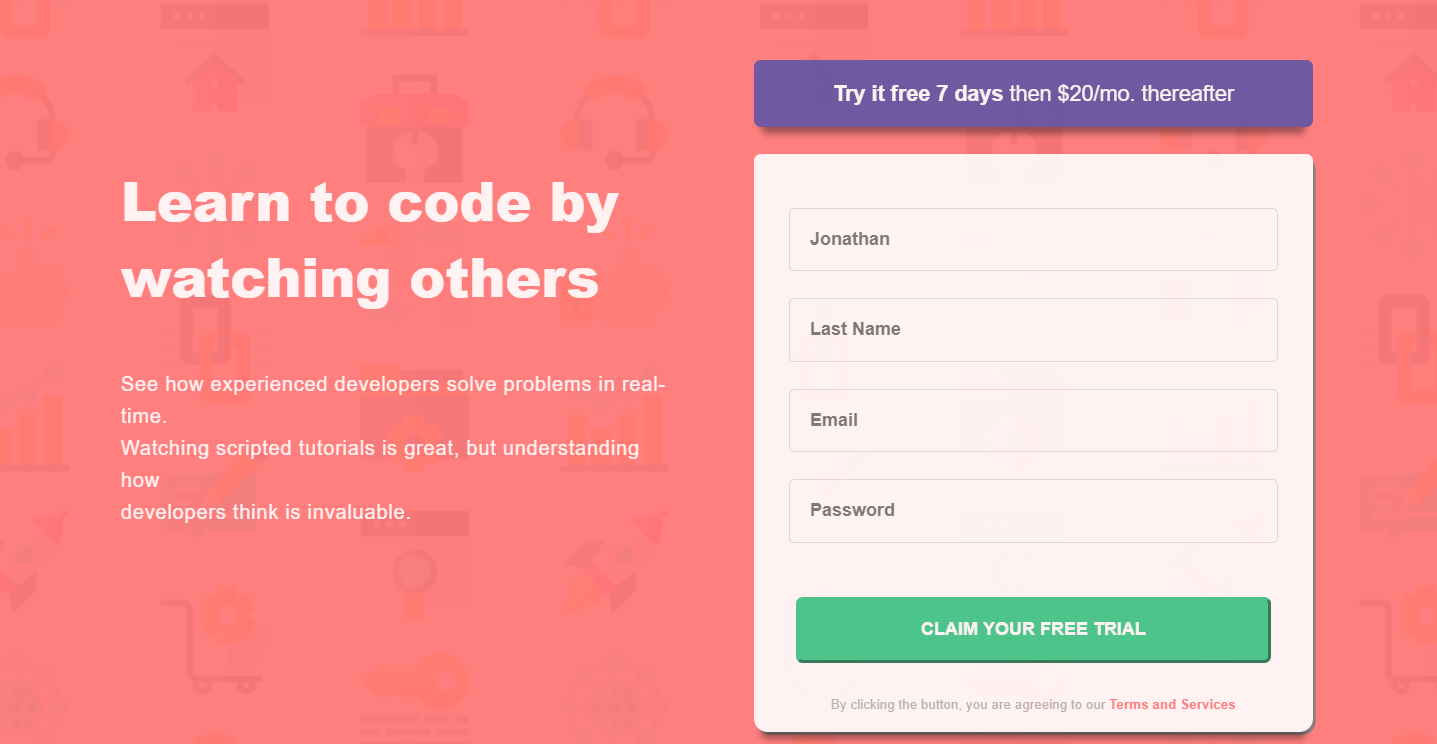 Learn to code by
watching others
See how experienced developers solve problems in real-
time.
Watching scripted tutorials is great, but understanding
how
developers think is invaluable.
Try it free 7 days then $20/mo. thereafter
Jonathan
Last Name
Email
Password
CLAIM YOUR FREE TRIAL
By clicking the button, you are agreeing to our Terms and Services